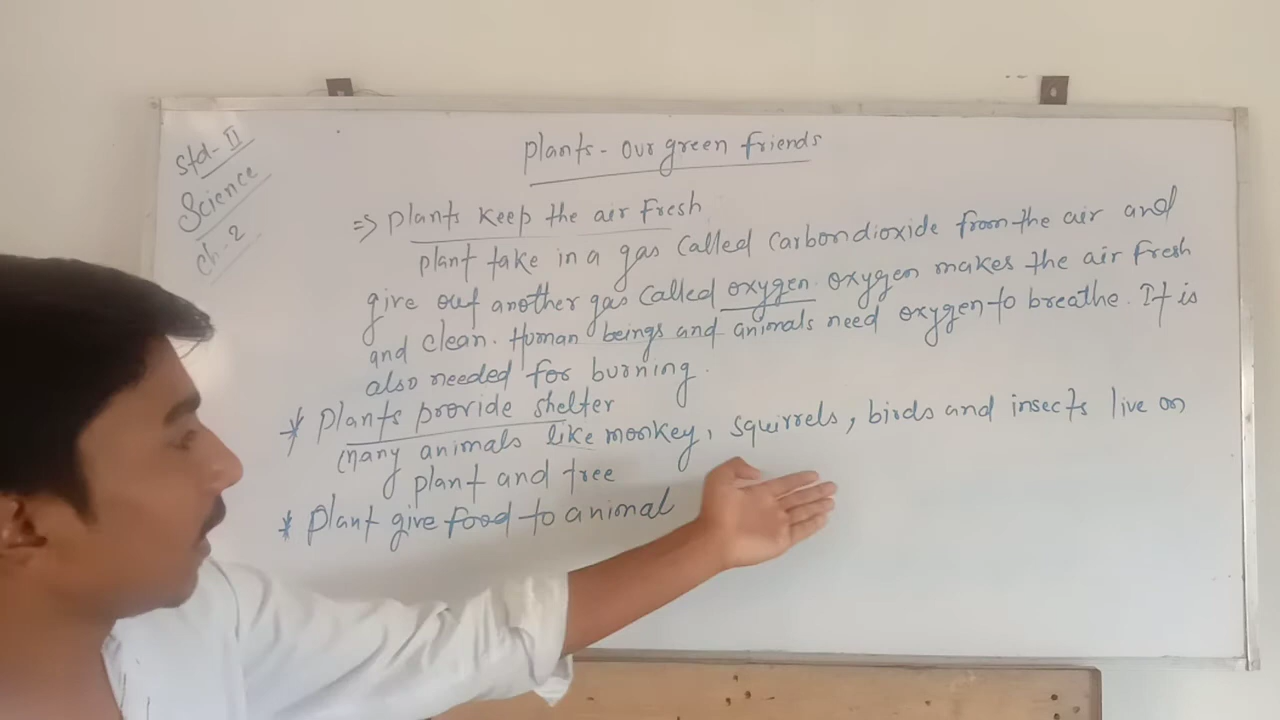 Std-II
Science
Ch-2
Plants - Our green friends
⇒ Plants keep the air Fresh
plant take in a gas called carbondioxide from the air and
give out another gas called oxygen. oxygen makes the air fresh
and clean. Human beings and animals need oxygen to breathe. It is
also needed for burning.
* Plants provide shelter
Many animals like monkey, squirrels, birds and insects live on
plant and tree
* Plant give food to animal